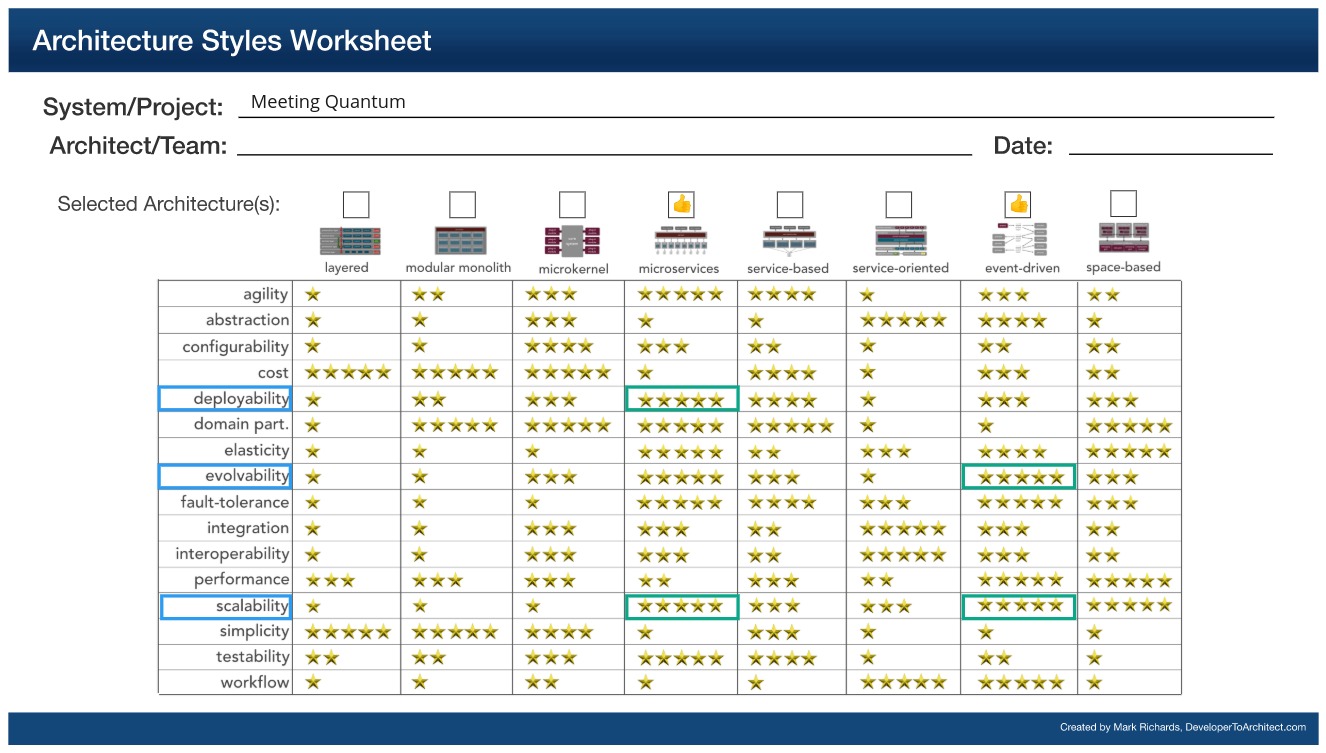 Architecture Styles Worksheet
System/Project: Meeting Quantum
Architect/Team: Date:
Selected Architecture(s):
layered modular monolith microkernel microservices service-based service-oriented event-driven space-based
agility
abstraction
configurability
cost
deployability
domain part.
elasticity
evolvability
fault-tolerance
integration
interoperability
performance
scalability
simplicity
testability
workflow
Created by Mark Richards, DeveloperToArchitect.com